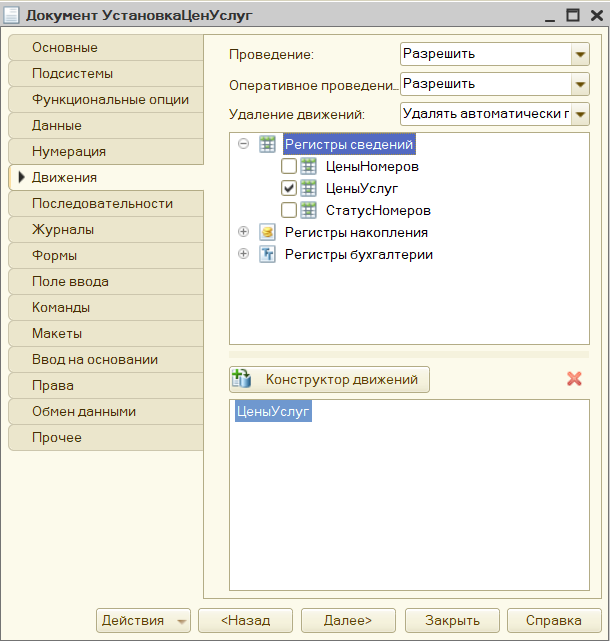 Документ УстановкаЦенУслуг
Основные
Подсистемы
Функциональные опции
Данные
Нумерация
Движения
Последовательности
Журналы
Формы
Поле ввода
Команды
Макеты
Ввод на основании
Права
Обмен данными
Прочее
Проведение:
Разрешить
Оперативное проведени...
Разрешить
Удаление движений:
Удалять автоматически г
Регистры сведений
ЦеныНомеров
ЦеныУслуг
СтатусНомеров
Регистры накопления
Регистры бухгалтерии
Конструктор движений
ЦеныУслуг
Действия
<Назад
Далее>
Закрыть
Справка